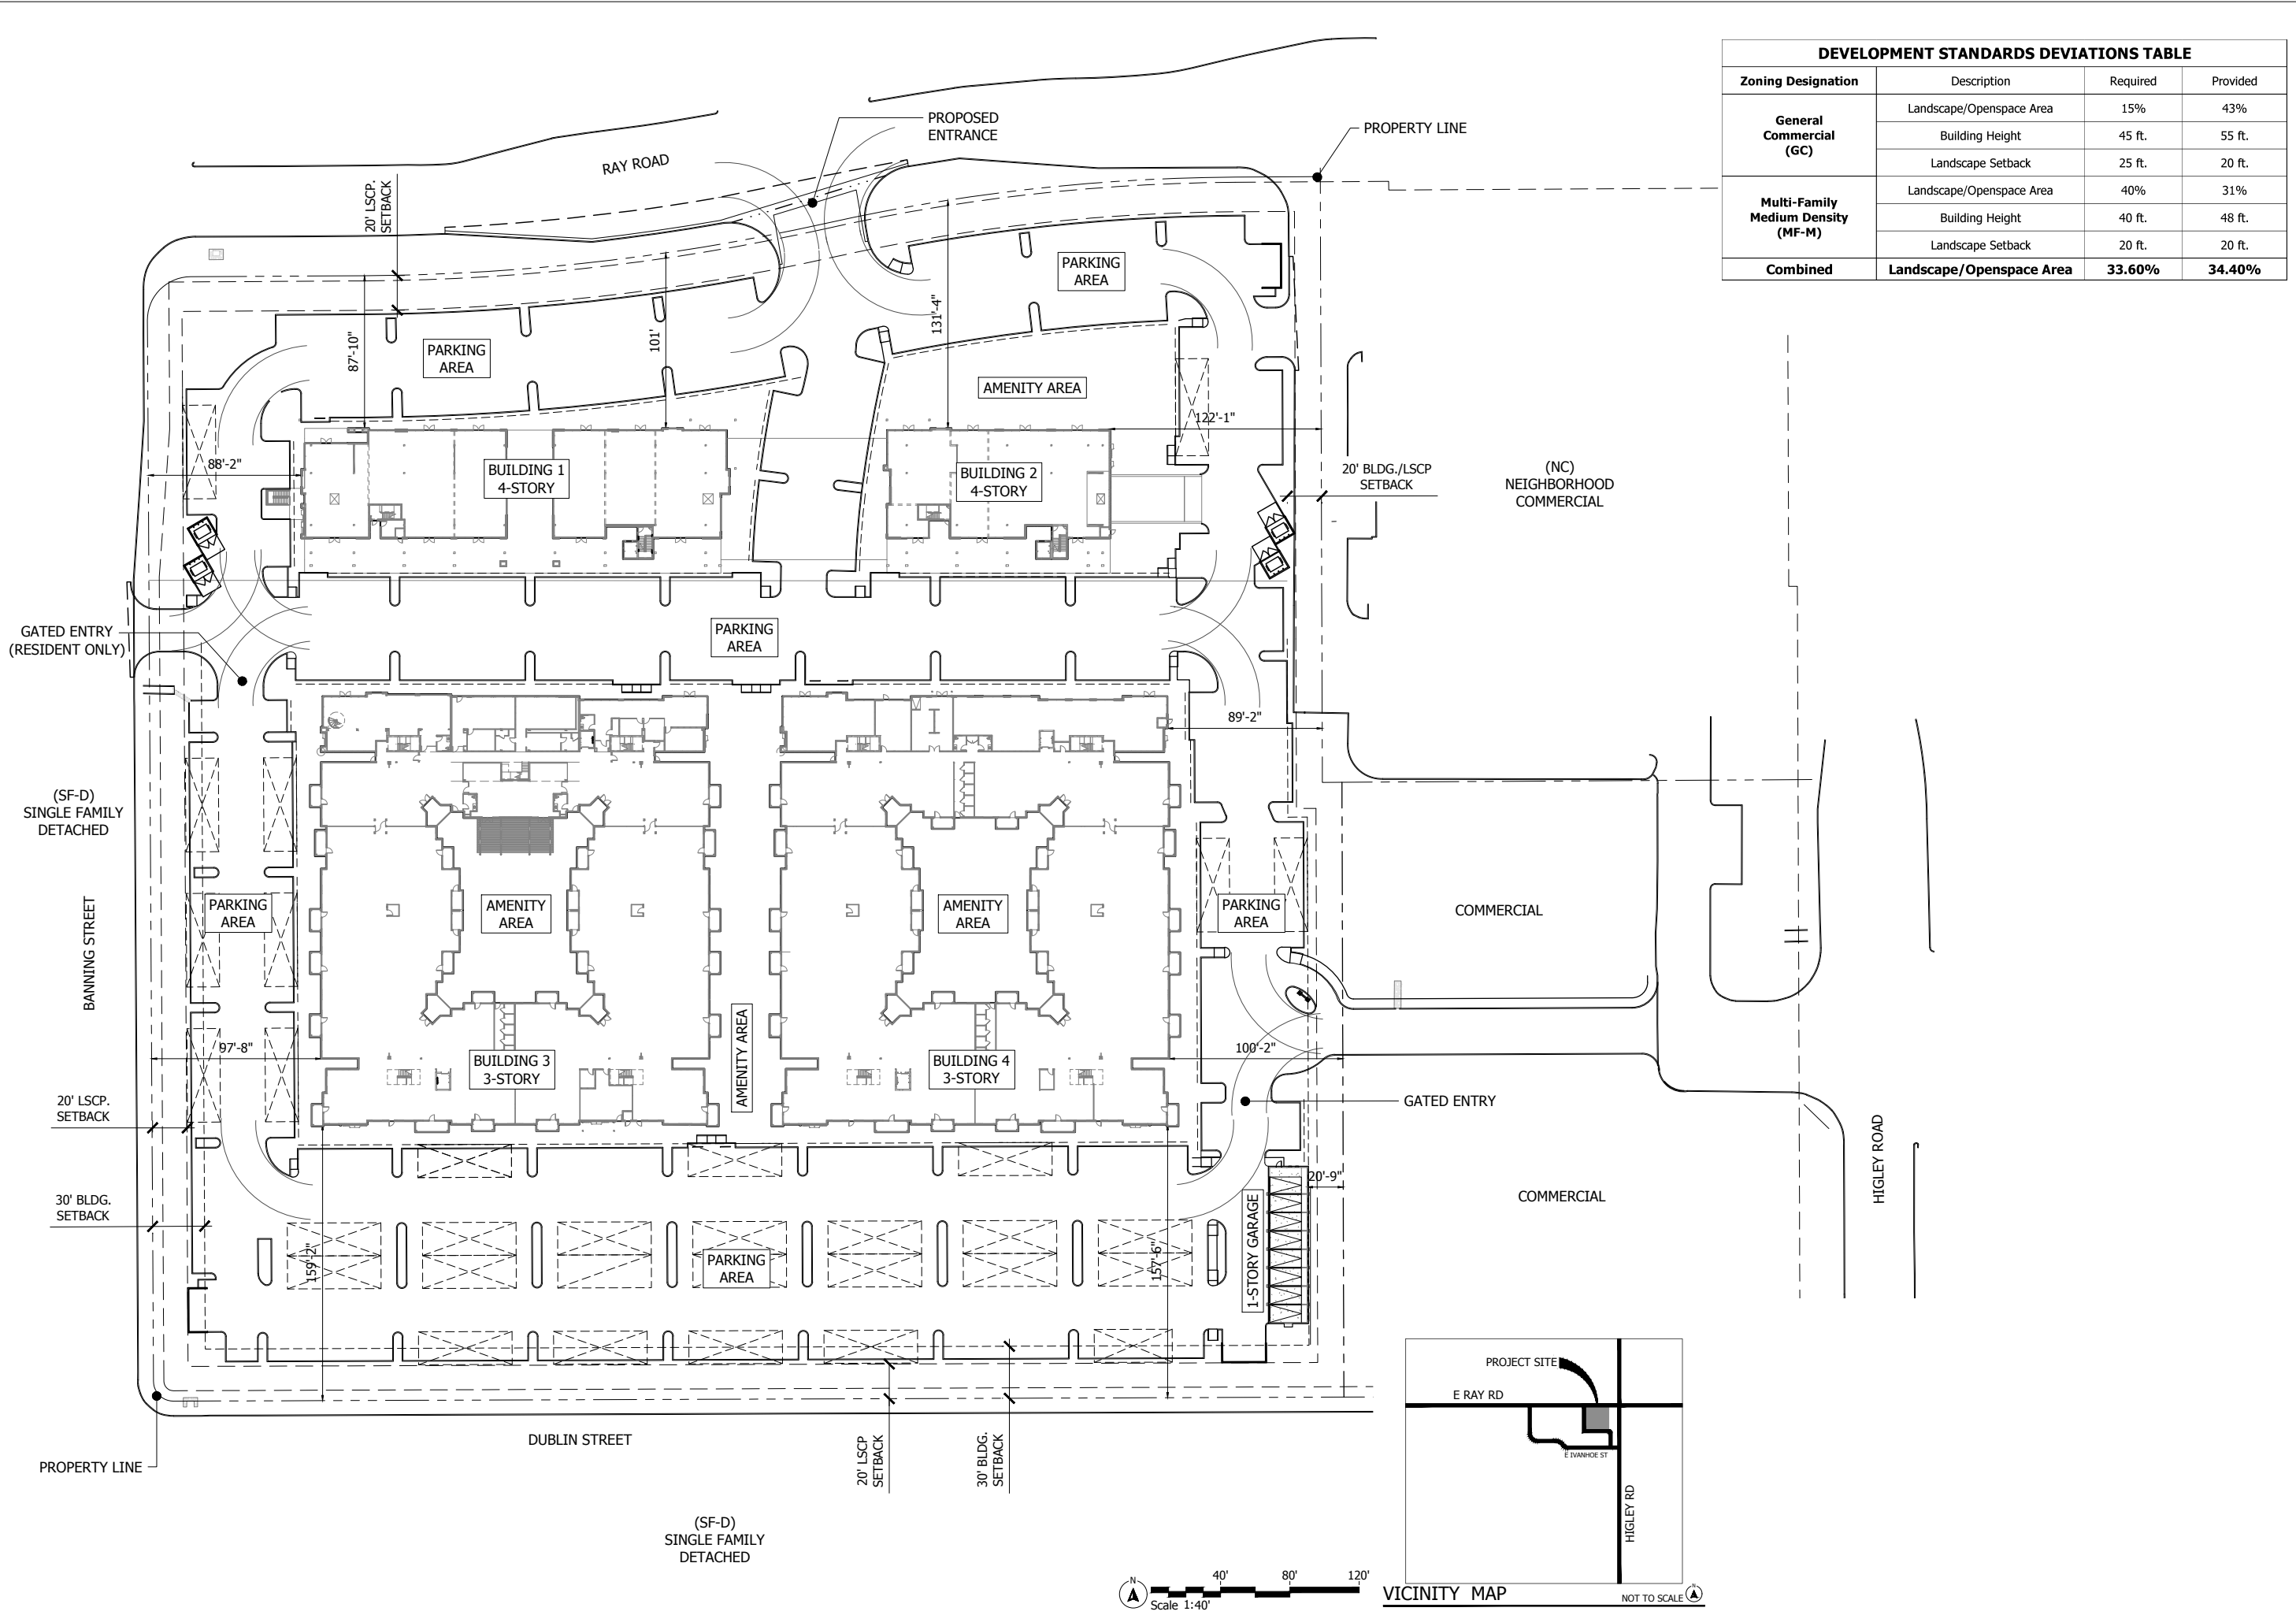 DEVELOPMENT STANDARDS DEVIATIONS TABLE
Zoning Designation Description Required Provided
General Commercial (GC) Landscape/Openspace Area 15% 43%
Building Height 45 ft. 55 ft.
Landscape Setback 25 ft. 20 ft.
Multi-Family Medium Density (MF-M) Landscape/Openspace Area 40% 31%
Building Height 40 ft. 48 ft.
Landscape Setback 20 ft. 20 ft.
Combined Landscape/Openspace Area 33.60% 34.40%
PROPOSED
ENTRANCE
PROPERTY LINE
RAY ROAD
20' LSCP.
SETBACK
PARKING
AREA
87'-10"
101'
131'-4"
PARKING
AREA
AMENITY AREA
122'-1"
88'-2"
BUILDING 1
4-STORY
BUILDING 2
4-STORY
20' BLDG./LSCP
SETBACK
(NC)
NEIGHBORHOOD
COMMERCIAL
GATED ENTRY
(RESIDENT ONLY)
PARKING
AREA
89'-2"
(SF-D)
SINGLE FAMILY
DETACHED
BANNING STREET
PARKING
AREA
AMENITY
AREA
AMENITY
AREA
PARKING
AREA
COMMERCIAL
97'-8"
BUILDING 3
3-STORY
AMENITY AREA
BUILDING 4
3-STORY
100'-2"
GATED ENTRY
20' LSCP.
SETBACK
30' BLDG.
SETBACK
20'-9"
COMMERCIAL
HIGLEY ROAD
159'-2"
PARKING
AREA
157'-6"
1-STORY GARAGE
DUBLIN STREET
20' LSCP
SETBACK
30' BLDG.
SETBACK
PROPERTY LINE
(SF-D)
SINGLE FAMILY
DETACHED
PROJECT SITE
E RAY RD
E IVANHOE ST
HIGLEY RD
N
40' 80' 120'
Scale 1:40'
VICINITY MAP
NOT TO SCALE
N